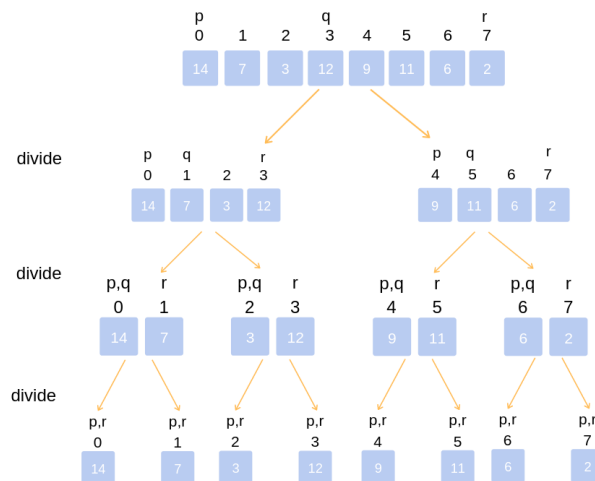 p q r
0 1 2 3 4 5 6 7
14 7 3 12 9 11 6 2
divide
p q r p q r
0 1 2 3 4 5 6 7
14 7 3 12 9 11 6 2
divide
p,q r p,q r p,q r p,q r
0 1 2 3 4 5 6 7
14 7 3 12 9 11 6 2
divide
p,r p,r p,r p,r p,r p,r p,r p,r
0 1 2 3 4 5 6 7
14 7 3 12 9 11 6 2